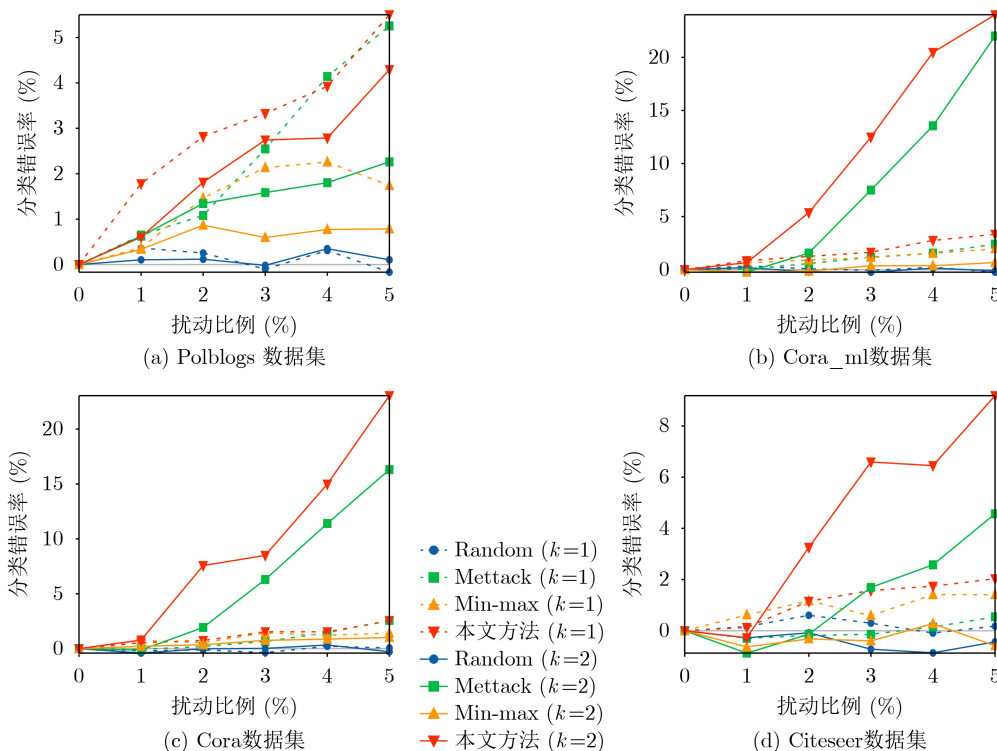 分类错误率 (%)
5
4
3
2
1
0
0 1 2 3 4 5
扰动比例 (%)
(a) Polblogs 数据集
分类错误率 (%)
20
15
10
5
0
0 1 2 3 4 5
扰动比例 (%)
(b) Cora_ml数据集
分类错误率 (%)
20
15
10
5
0
0 1 2 3 4 5
扰动比例 (%)
(c) Cora数据集
Random (k=1)
Mettack (k=1)
Min-max (k=1)
本文方法 (k=1)
Random (k=2)
Mettack (k=2)
Min-max (k=2)
本文方法 (k=2)
分类错误率 (%)
8
6
4
2
0
0 1 2 3 4 5
扰动比例 (%)
(d) Citeseer数据集